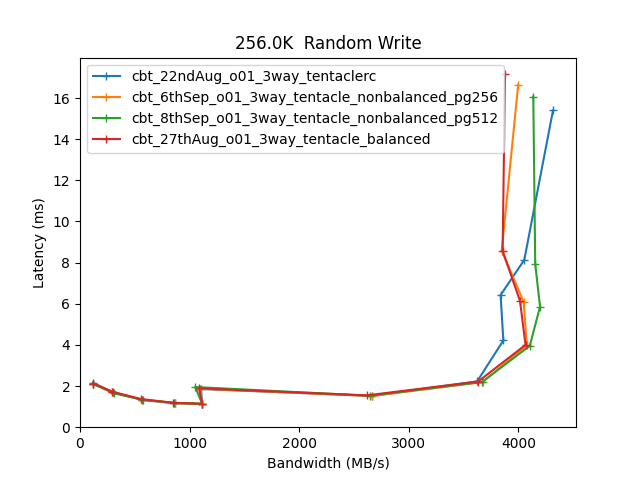 256.0K  Random Write
cbt_22ndAug_o01_3way_tentaclerc
cbt_6thSep_o01_3way_tentacle_nonbalanced_pg256
cbt_8thSep_o01_3way_tentacle_nonbalanced_pg512
cbt_27thAug_o01_3way_tentacle_balanced
Latency (ms)
16
14
12
10
8
6
4
2
0
0 1000 2000 3000 4000
Bandwidth (MB/s)